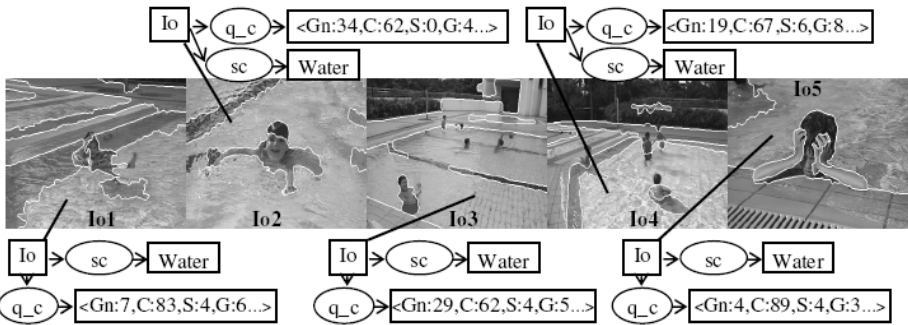 Io q_c <Gn:34,C:62,S:0,G:4...> Io q_c <Gn:19,C:67,S:6,G:8...>
sc Water sc Water
Io5
Io1 Io2 Io3 Io4
Io sc Water Io sc Water Io sc Water
q_c <Gn:7,C:83,S:4,G:6...> q_c <Gn:29,C:62,S:4,G:5...> q_c <Gn:4,C:89,S:4,G:3...>